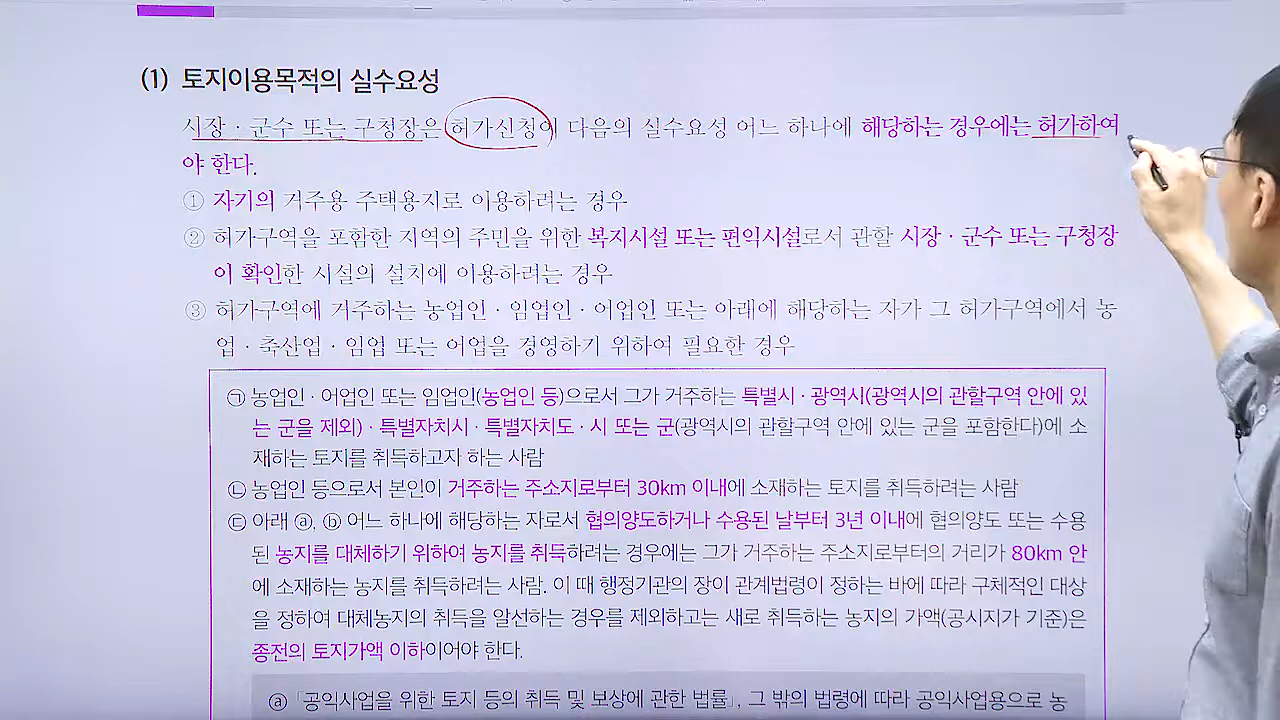 (1) 토지이용목적의 실수요성
시장 · 군수 또는 구청장은 허가신청이 다음의 실수요성 어느 하나에 해당하는 경우에는 허가하여
야 한다.
① 자기의 거주용 주택용지로 이용하려는 경우
② 허가구역을 포함한 지역의 주민을 위한 복지시설 또는 편익시설로서 관할 시장 · 군수 또는 구청장
이 확인한 시설의 설치에 이용하려는 경우
③ 허가구역에 거주하는 농업인 · 임업인 · 어업인 또는 아래에 해당하는 자가 그 허가구역에서 농
업 · 축산업 · 임업 또는 어업을 경영하기 위하여 필요한 경우
㉠ 농업인 · 어업인 또는 임업인(농업인 등)으로서 그가 거주하는 특별시 · 광역시(광역시의 관할구역 안에 있
는 군을 제외) · 특별자치시 · 특별자치도 · 시 또는 군(광역시의 관할구역 안에 있는 군을 포함한다)에 소
재하는 토지를 취득하고자 하는 사람
㉡ 농업인 등으로서 본인이 거주하는 주소지로부터 30km 이내에 소재하는 토지를 취득하려는 사람
㉢ 아래 ⓐ, ⓑ 어느 하나에 해당하는 자로서 협의양도하거나 수용된 날부터 3년 이내에 협의양도 또는 수용
된 농지를 대체하기 위하여 농지를 취득하려는 경우에는 그가 거주하는 주소지로부터의 거리가 80km 안
에 소재하는 농지를 취득하려는 사람. 이 때 행정기관의 장이 관계법령이 정하는 바에 따라 구체적인 대상
을 정하여 대체농지의 취득을 알선하는 경우를 제외하고는 새로 취득하는 농지의 가액(공시지가 기준)은
종전의 토지가액 이하이어야 한다.
ⓐ 「공익사업을 위한 토지 등의 취득 및 보상에 관한 법률」, 그 밖의 법령에 따라 공익사업용으로 농